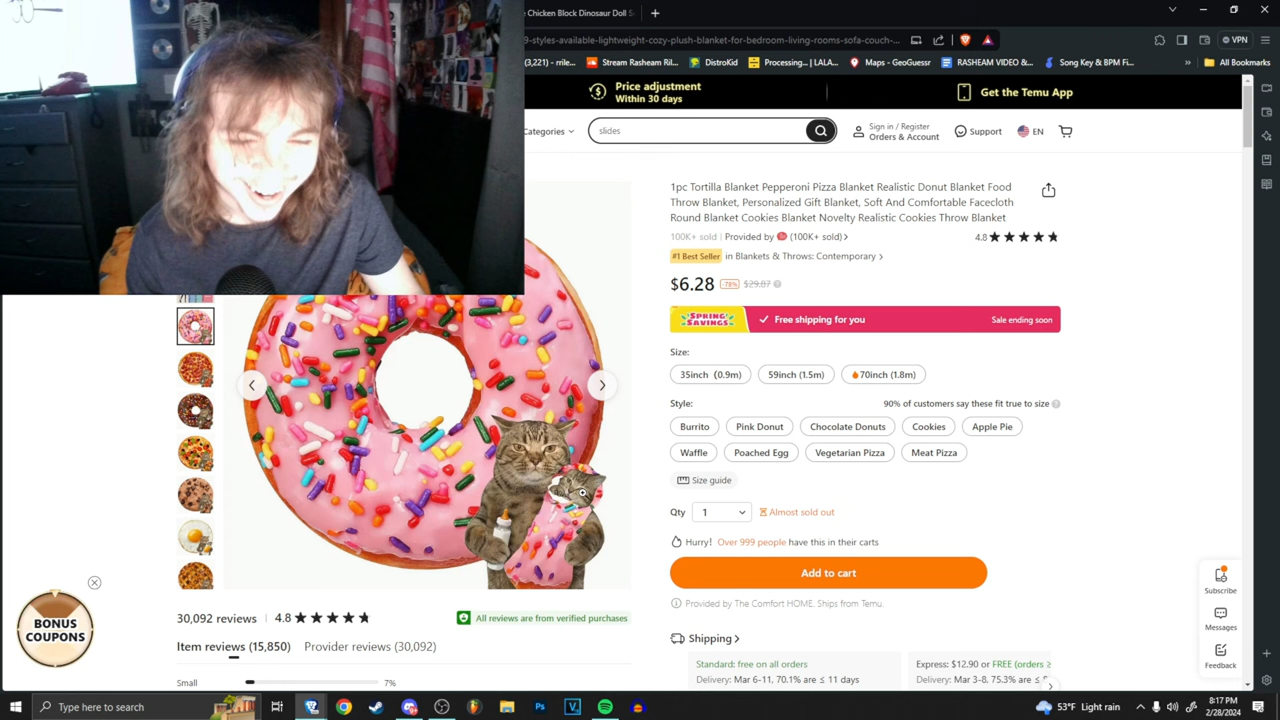 e Chicken Block Dinosaur Doll S
9-styles-available-lightweight-cozy-plush-blanket-for-bedroom-living-rooms-sofa-couch-...
VPN
(3,221) - rrile...
Stream Rasheam Ril...
DistroKid
Processing... | LALA...
Maps - GeoGuessr
RASHEAM VIDEO &...
Song Key & BPM Fi...
All Bookmarks
Price adjustment
Within 30 days
Get the Temu App
Categories
slides
Sign in / Register
Orders & Account
Support
EN
1pc Tortilla Blanket Pepperoni Pizza Blanket Realistic Donut Blanket Food
Throw Blanket, Personalized Gift Blanket, Soft And Comfortable Facecloth
Round Blanket Cookies Blanket Novelty Realistic Cookies Throw Blanket
100K+ sold | Provided by (100K+ sold)
4.8
#1 Best Seller in Blankets & Throws: Contemporary
$6.28 -78% $29.87
SPRING SAVINGS
Free shipping for you
Sale ending soon
Size:
35inch (0.9m)
59inch (1.5m)
70inch (1.8m)
Style:
90% of customers say these fit true to size
Burrito
Pink Donut
Chocolate Donuts
Cookies
Apple Pie
Waffle
Poached Egg
Vegetarian Pizza
Meat Pizza
Size guide
Qty 1 Almost sold out
Hurry! Over 999 people have this in their carts
Add to cart
Provided by The Comfort HOME, Ships from Temu.
BONUS
COUPONS
30,092 reviews 4.8
All reviews are from verified purchases
Item reviews (15,850)
Provider reviews (30,092)
Small 7%
Shipping
Standard: free on all orders
Delivery: Mar 6-11, 70.1% are ≤ 11 days
Express: $12.90 or FREE (orders ≥
Delivery: Mar 3-8, 75.3% are ≤
Subscribe
Messages
Feedback
Type here to search
53°F Light rain
8:17 PM
2/28/2024